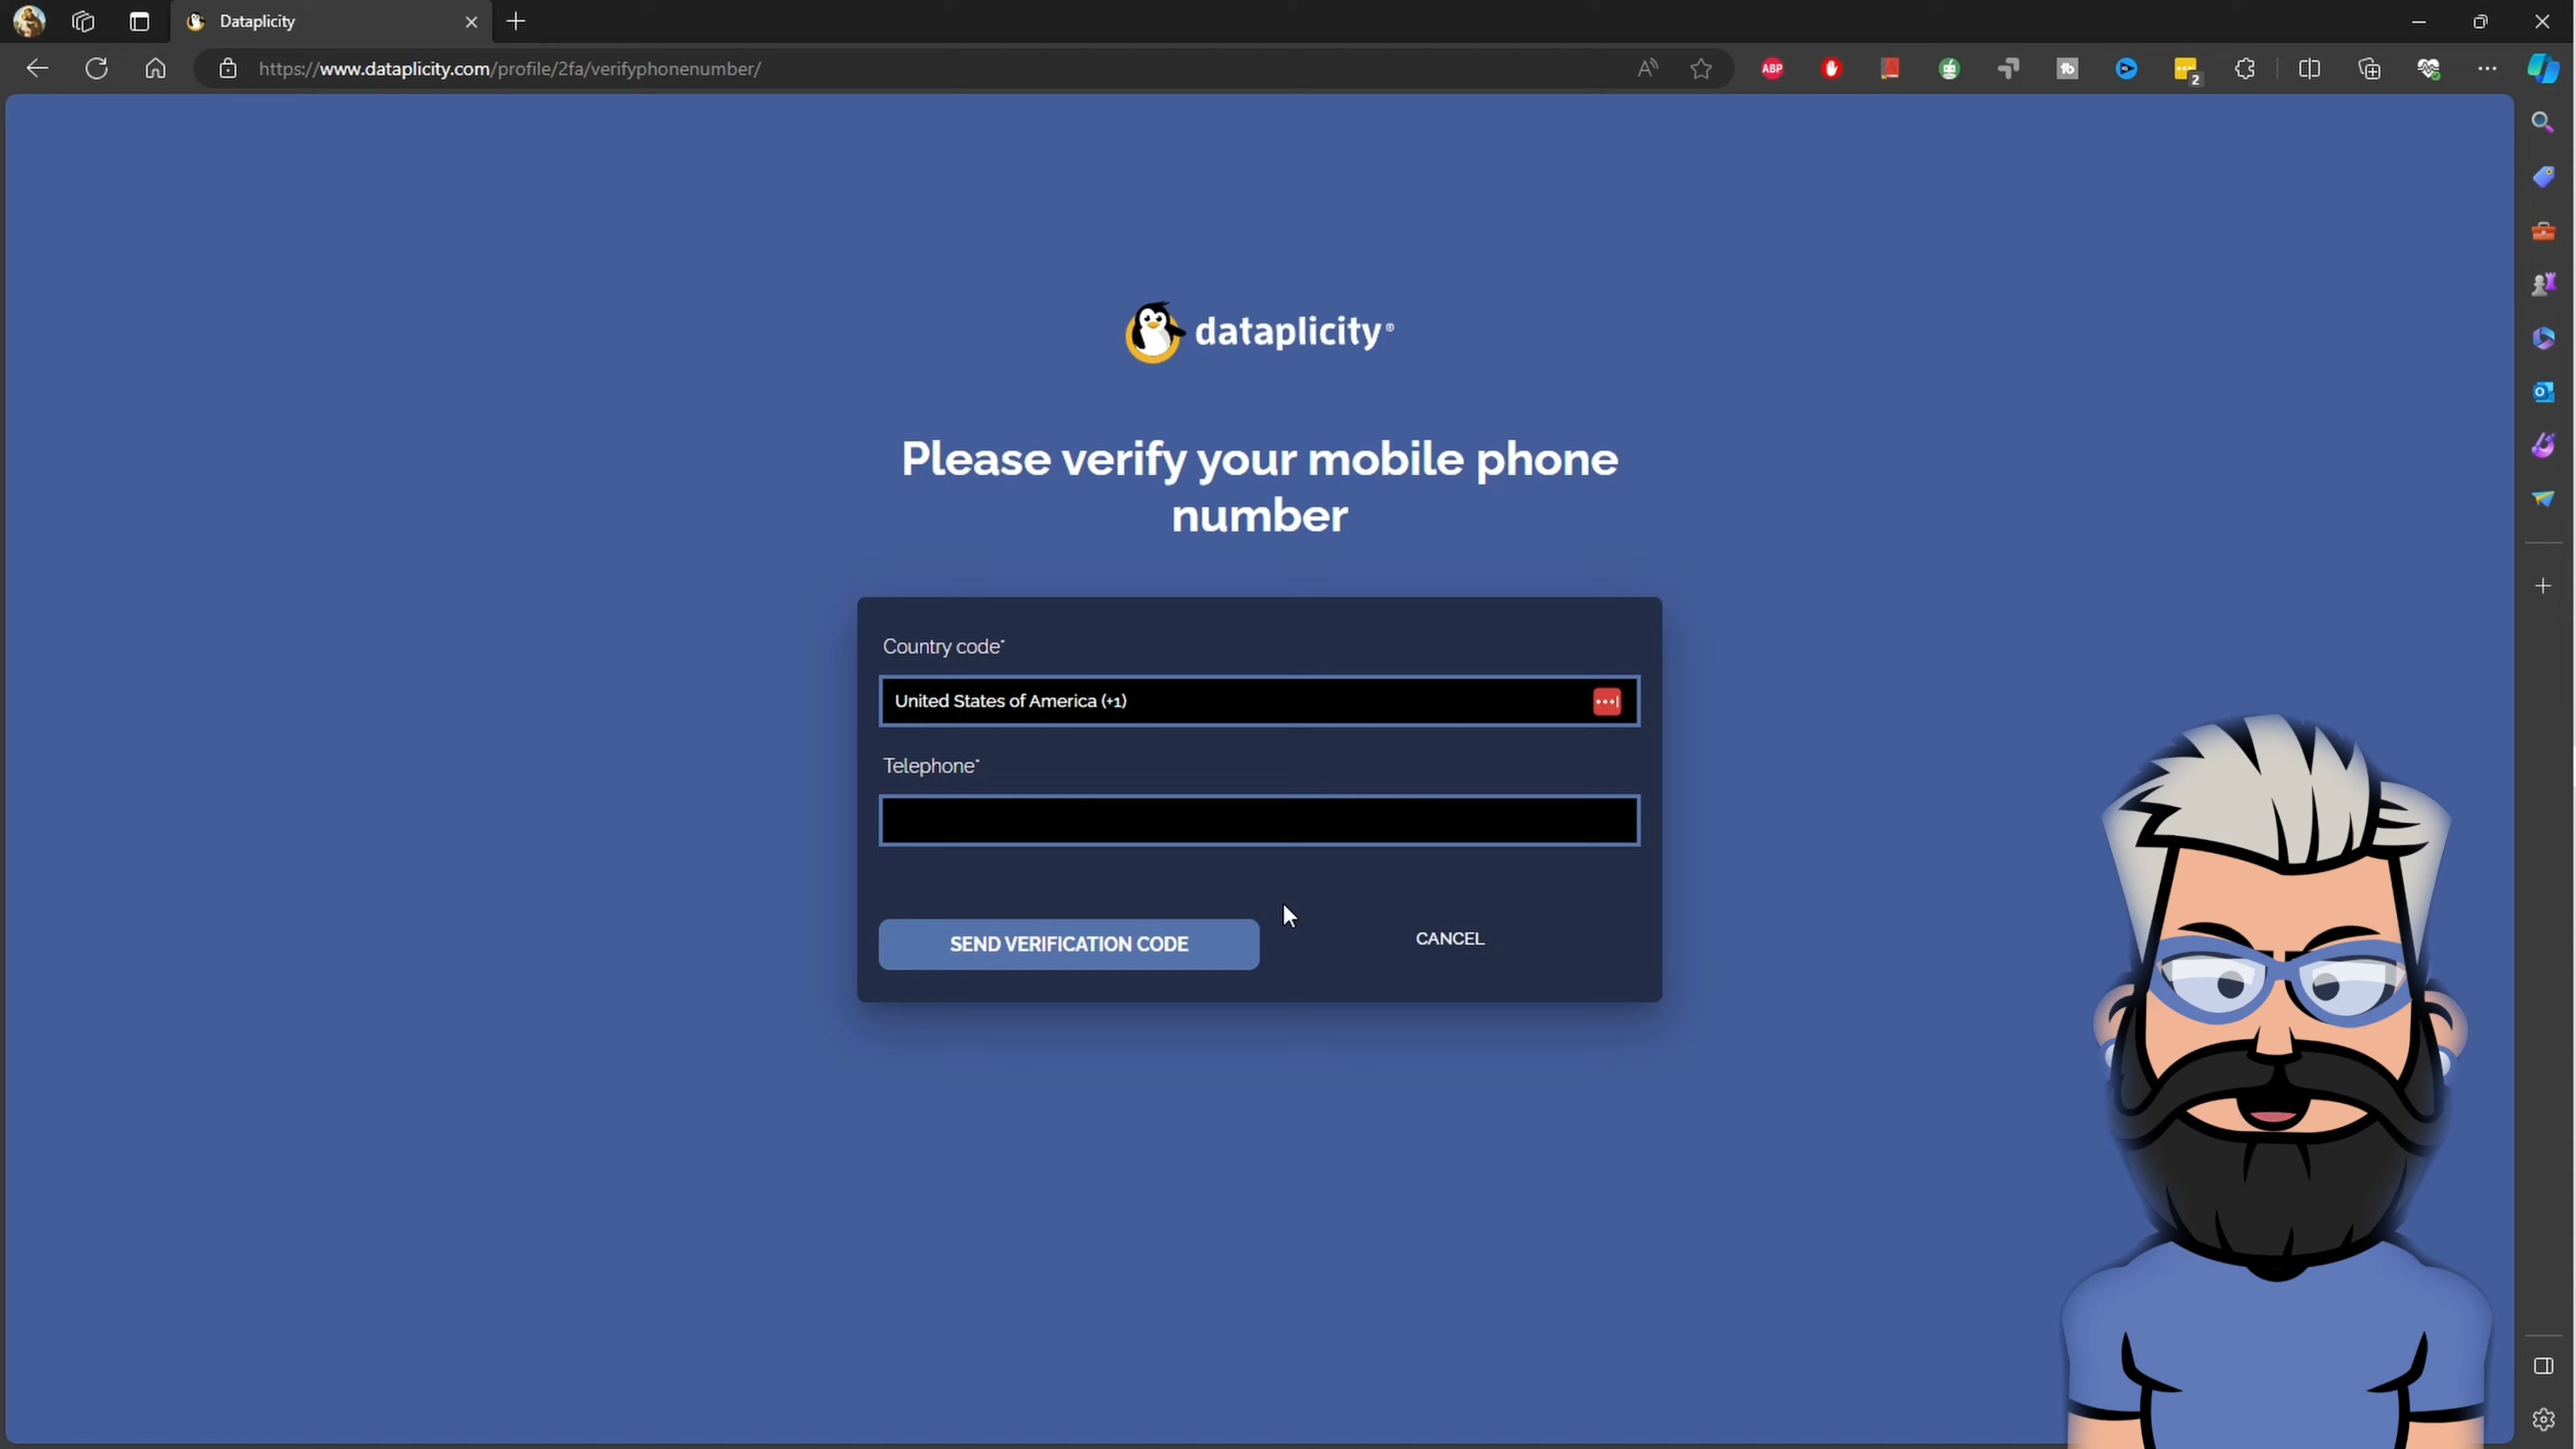 Dataplicity
https://www.dataplicity.com/profile/2fa/verifyphonenumber/
ABP
2
dataplicity®
Please verify your mobile phone
number
Country code*
United States of America (+1)
Telephone*
SEND VERIFICATION CODE
CANCEL